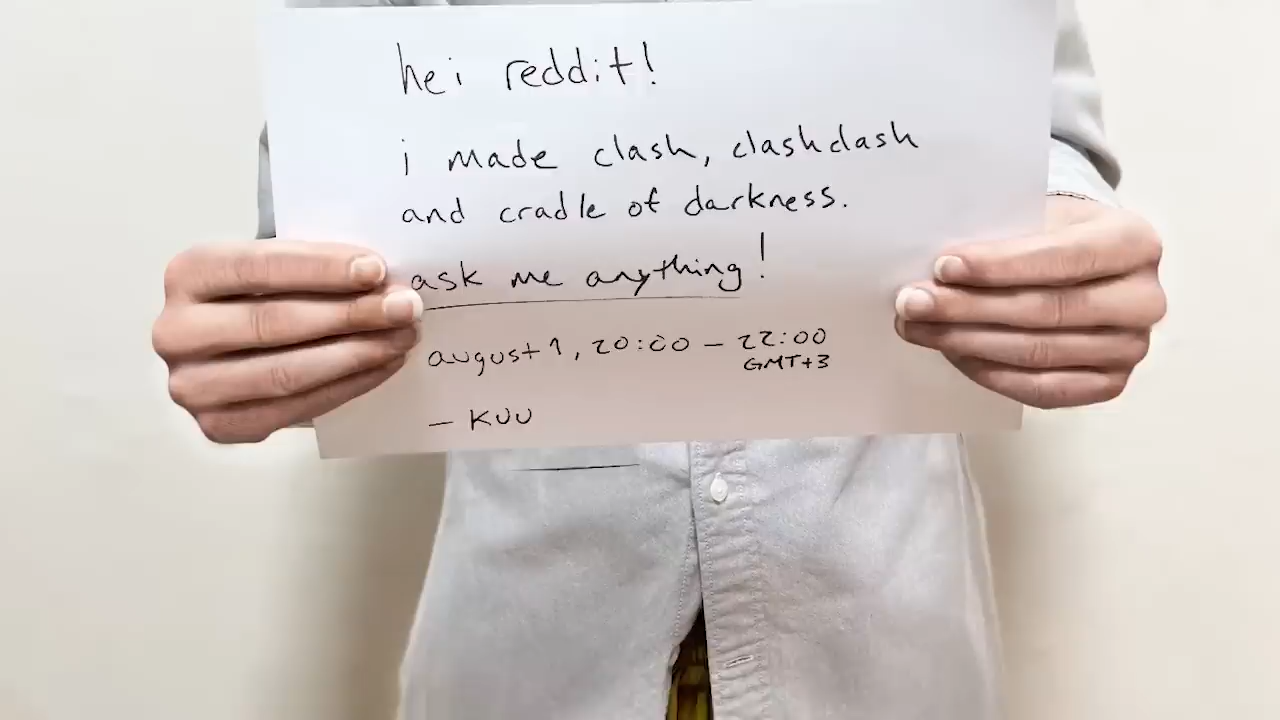 hei reddit!
i made clash, clashclash
and cradle of darkness.
ask me anything!
august 1, 20:00 – 22:00
GMT+3
– KUU